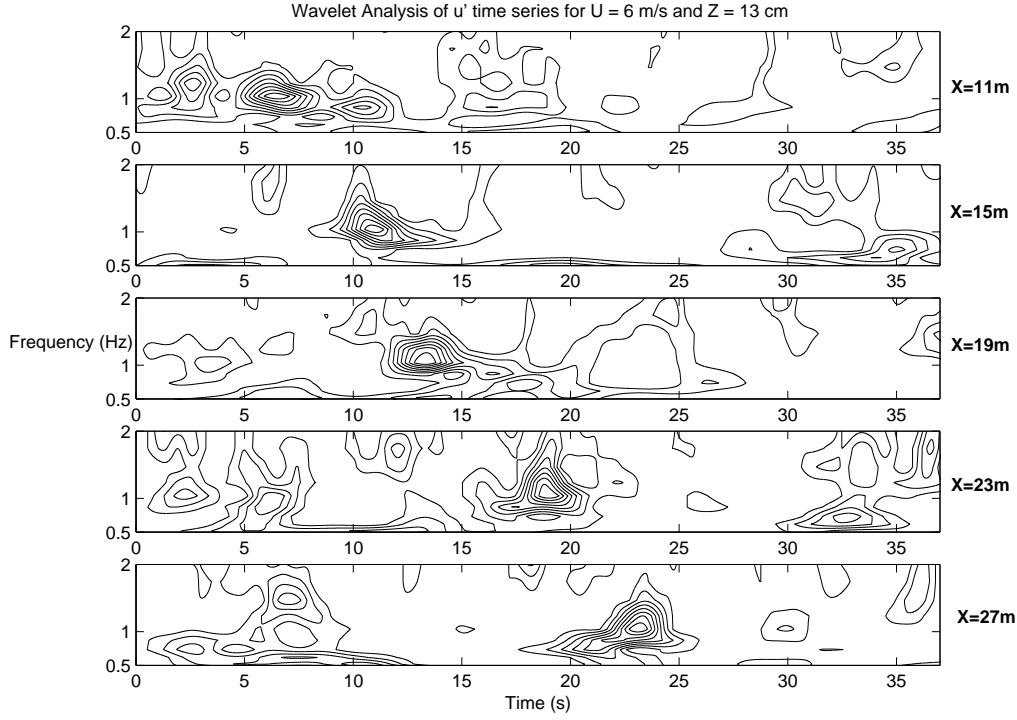 Wavelet Analysis of u' time series for U = 6 m/s and Z = 13 cm
2
1
0.5
0 5 10 15 20 25 30 35
X=11m
2
1
0.5
0 5 10 15 20 25 30 35
X=15m
2
Frequency (Hz)
1
0.5
0 5 10 15 20 25 30 35
X=19m
2
1
0.5
0 5 10 15 20 25 30 35
X=23m
2
1
0.5
0 5 10 15 20 25 30 35
X=27m
Time (s)